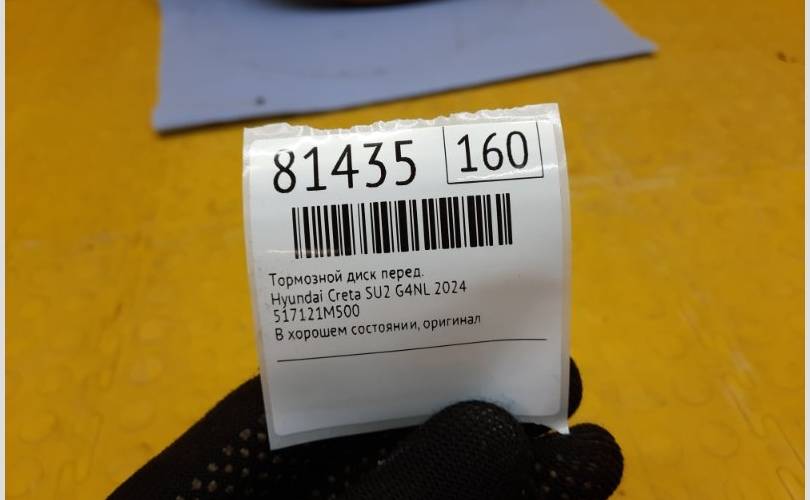 81435 160
Тормозной диск перед.
Hyundai Creta SU2 G4NL 2024
517121M500
В хорошем состоянии, оригинал